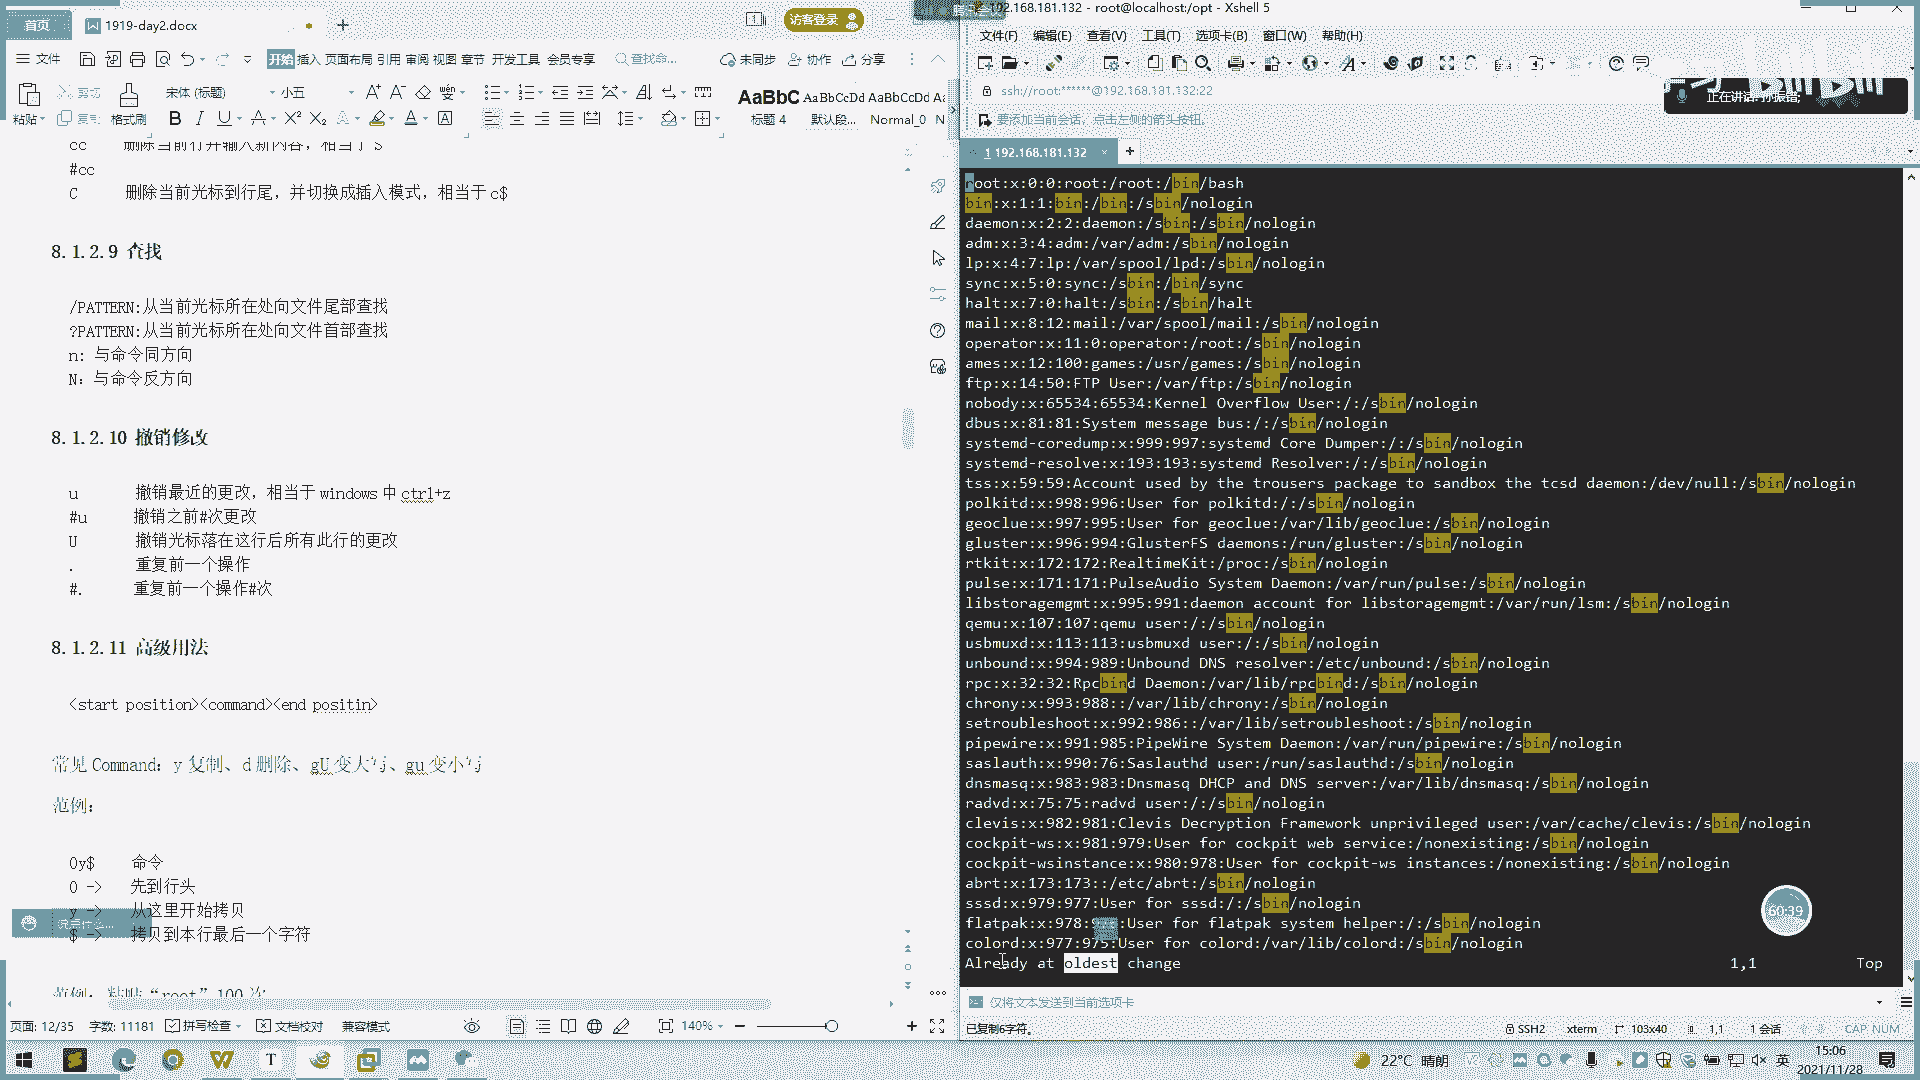 首页
1919-day2.docx
访客登录
文件
开始 插入 页面布局 引用 审阅 视图 章节 开发工具 会员专享
查找命...
未同步 协作 分享
粘贴
格式刷
宋体 (标题) 小五
AaBbC AaBbCcDd AaBbCcDd
标题 4 默认段... Normal_0
cc 删除当前行并输入新内容，相当于 S
#cc
C 删除当前光标到行尾，并切换成插入模式，相当于 c$
8.1.2.9 查找
/PATTERN:从当前光标所在处向文件尾部查找
?PATTERN:从当前光标所在处向文件首部查找
n: 与命令同方向
N: 与命令反方向
8.1.2.10 撤销修改
u 撤销最近的更改，相当于 windows 中 ctrl+z
#u 撤销之前#次更改
U 撤销光标落在这行后所有此行的更改
. 重复前一个操作
#. 重复前一个操作#次
8.1.2.11 高级用法
<start position><command><end positin>
常见 Command：y 复制、d 删除、gU 变大写、gu 变小写
范例：
0y$ 命令
0 -> 先到行头
y -> 从这里开始拷贝
$ -> 拷贝到本行最后一个字符
说点什么...
范例：粘贴“root”100 次
页面: 12/35 字数: 11181 拼写检查 文档校对 兼容模式
140%
192.168.181.132 - root@localhost:/opt - Xshell 5
文件(F) 编辑(E) 查看(V) 工具(T) 选项卡(B) 窗口(W) 帮助(H)
ssh://root:******@192.168.181.132:22
要添加当前会话，点击左侧的箭头按钮。
1 192.168.181.132
root:x:0:0:root:/root:/bin/bash
bin:x:1:1:bin:/bin:/sbin/nologin
daemon:x:2:2:daemon:/sbin:/sbin/nologin
adm:x:3:4:adm:/var/adm:/sbin/nologin
lp:x:4:7:lp:/var/spool/lpd:/sbin/nologin
sync:x:5:0:sync:/sbin:/bin/sync
halt:x:7:0:halt:/sbin:/sbin/halt
mail:x:8:12:mail:/var/spool/mail:/sbin/nologin
operator:x:11:0:operator:/root:/sbin/nologin
ames:x:12:100:games:/usr/games:/sbin/nologin
ftp:x:14:50:FTP User:/var/ftp:/sbin/nologin
nobody:x:65534:65534:Kernel Overflow User:/:/sbin/nologin
dbus:x:81:81:System message bus:/:/sbin/nologin
systemd-coredump:x:999:997:systemd Core Dumper:/:/sbin/nologin
systemd-resolve:x:193:193:systemd Resolver:/:/sbin/nologin
tss:x:59:59:Account used by the trousers package to sandbox the tcsd daemon:/dev/null:/sbin/nologin
polkitd:x:998:996:User for polkitd:/:/sbin/nologin
geoclue:x:997:995:User for geoclue:/var/lib/geoclue:/sbin/nologin
gluster:x:996:994:GlusterFS daemons:/run/gluster:/sbin/nologin
rtkit:x:172:172:RealtimeKit:/proc:/sbin/nologin
pulse:x:171:171:PulseAudio System Daemon:/var/run/pulse:/sbin/nologin
libstoragemgmt:x:995:991:daemon account for libstoragemgmt:/var/run/lsm:/sbin/nologin
qemu:x:107:107:qemu user:/:/sbin/nologin
usbmuxd:x:113:113:usbmuxd user:/:/sbin/nologin
unbound:x:994:989:Unbound DNS resolver:/etc/unbound:/sbin/nologin
rpc:x:32:32:Rpcbind Daemon:/var/lib/rpcbind:/sbin/nologin
chrony:x:993:988::/var/lib/chrony:/sbin/nologin
setroubleshoot:x:992:986::/var/lib/setroubleshoot:/sbin/nologin
pipewire:x:991:985:PipeWire System Daemon:/var/run/pipewire:/sbin/nologin
saslauth:x:990:76:Saslauthd user:/run/saslauthd:/sbin/nologin
dnsmasq:x:983:983:Dnsmasq DHCP and DNS server:/var/lib/dnsmasq:/sbin/nologin
radvd:x:75:75:radvd user:/:/sbin/nologin
clevis:x:982:981:Clevis Decryption Framework unprivileged user:/var/cache/clevis:/sbin/nologin
cockpit-ws:x:981:979:User for cockpit web service:/nonexisting:/sbin/nologin
cockpit-wsinstance:x:980:978:User for cockpit-ws instances:/nonexisting:/sbin/nologin
abrt:x:173:173::/etc/abrt:/sbin/nologin
sssd:x:979:977:User for sssd:/:/sbin/nologin
flatpak:x:978: :User for flatpak system helper:/:/sbin/nologin
colord:x:977:975:User for colord:/var/lib/colord:/sbin/nologin
Already at oldest change 1,1 Top
60:39
仅将文本发送到当前选项卡
已复制6字符。 SSH2 xterm 103x40 1,1 1 会话 CAP NUM
22°C 晴朗 英
15:06
2021/11/28